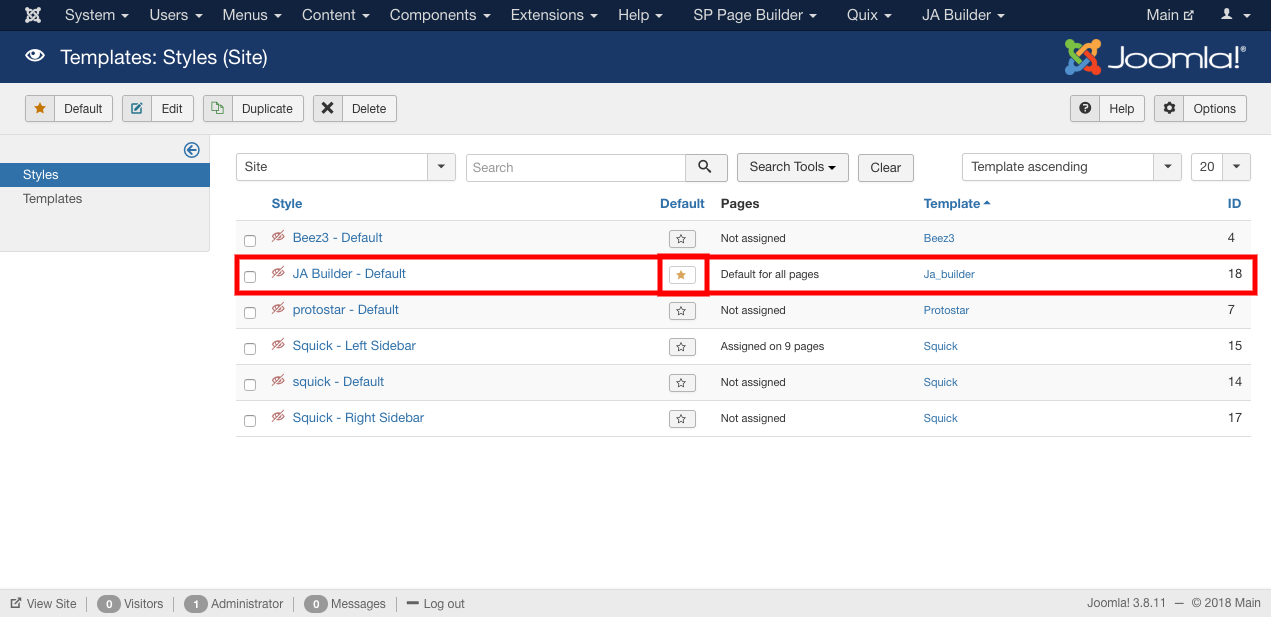 System Users Menus Content Components Extensions Help SP Page Builder Quix JA Builder Main
Templates: Styles (Site) Joomla!®
Default Edit Duplicate Delete Help Options
Styles
Templates
Site Search Search Tools Clear Template ascending 20
Style Default Pages Template ID
Beez3 - Default Not assigned Beez3 4
JA Builder - Default Default for all pages Ja_builder 18
protostar - Default Not assigned Protostar 7
Squick - Left Sidebar Assigned on 9 pages Squick 15
squick - Default Not assigned Squick 14
Squick - Right Sidebar Not assigned Squick 17
View Site 0 Visitors 1 Administrator 0 Messages Log out Joomla! 3.8.11 — © 2018 Main